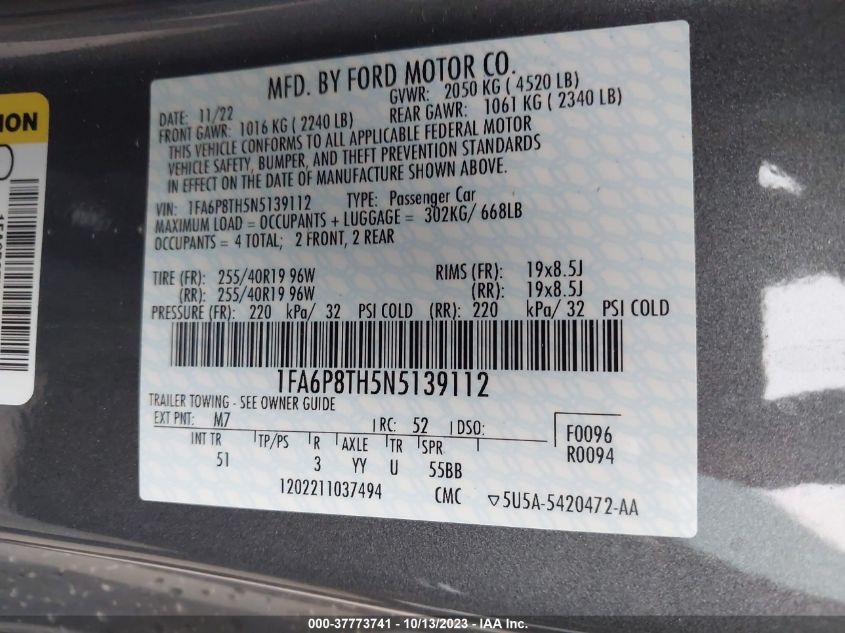 ION
MFD. BY FORD MOTOR CO.
DATE: 11/22
GVWR: 2050 KG ( 4520 LB)
FRONT GAWR: 1016 KG ( 2240 LB)
REAR GAWR: 1061 KG ( 2340 LB)
THIS VEHICLE CONFORMS TO ALL APPLICABLE FEDERAL MOTOR
VEHICLE SAFETY, BUMPER, AND THEFT PREVENTION STANDARDS
IN EFFECT ON THE DATE OF MANUFACTURE SHOWN ABOVE.
VIN: 1FA6P8TH5N5139112 TYPE: Passenger Car
MAXIMUM LOAD = OCCUPANTS + LUGGAGE = 302KG/ 668LB
OCCUPANTS = 4 TOTAL; 2 FRONT, 2 REAR
TIRE (FR): 255/40R19 96W RIMS (FR): 19x8.5J
(RR): 255/40R19 96W (RR): 19x8.5J
PRESSURE (FR): 220 kPa/ 32 PSI COLD (RR): 220 kPa/ 32 PSI COLD
1FA6P8TH5N5139112
TRAILER TOWING - SEE OWNER GUIDE
EXT PNT: M7 RC: 52 DSO:
F0096
R0094
INT TR TP/PS R AXLE TR SPR
51 3 YY U 55BB
1202211037494 CMC ▽5U5A-5420472-AA
000-37773741 - 10/13/2023 - IAA Inc.